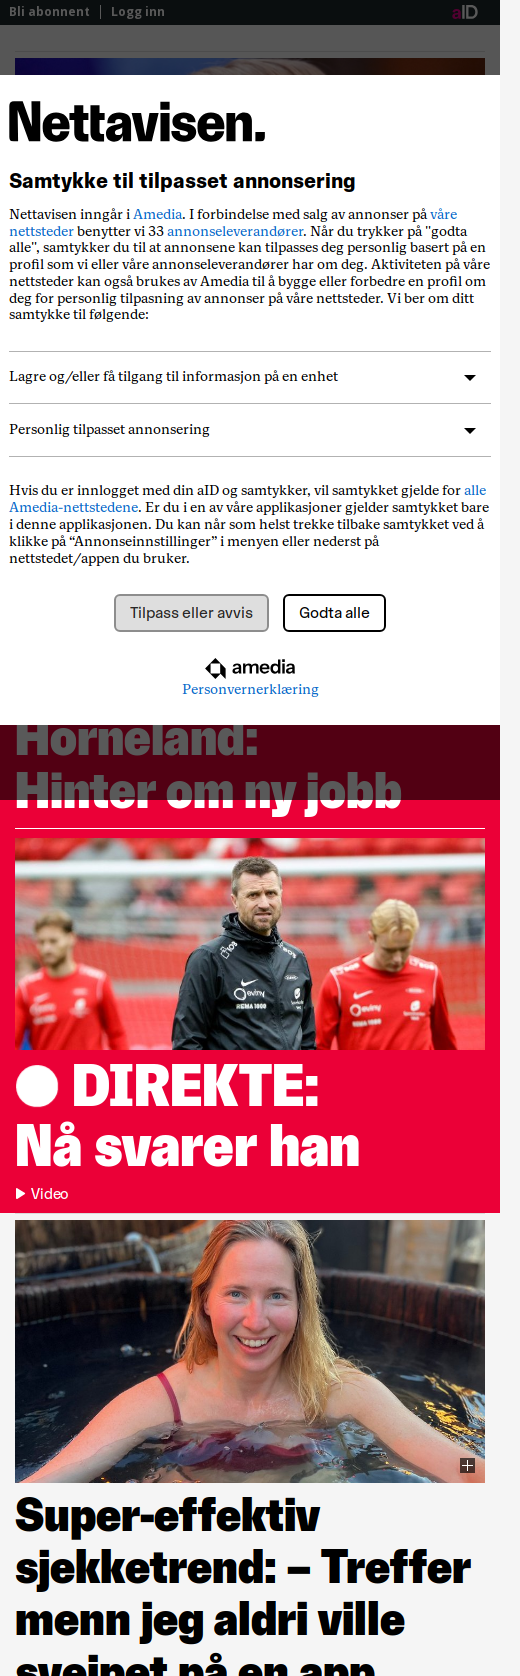 Bli abonnent | Logg inn
aID
Nettavisen.
Samtykke til tilpasset annonsering
Nettavisen inngår i Amedia. I forbindelse med salg av annonser på våre
nettsteder benytter vi 33 annonseleverandører. Når du trykker på "godta
alle", samtykker du til at annonsene kan tilpasses deg personlig basert på en
profil som vi eller våre annonseleverandører har om deg. Aktiviteten på våre
nettsteder kan også brukes av Amedia til å bygge eller forbedre en profil om
deg for personlig tilpasning av annonser på våre nettsteder. Vi ber om ditt
samtykke til følgende:
Lagre og/eller få tilgang til informasjon på en enhet
Personlig tilpasset annonsering
Hvis du er innlogget med din aID og samtykker, vil samtykket gjelde for alle
Amedia-nettstedene. Er du i en av våre applikasjoner gjelder samtykket bare
i denne applikasjonen. Du kan når som helst trekke tilbake samtykket ved å
klikke på “Annonseinnstillinger” i menyen eller nederst på
nettstedet/appen du bruker.
Tilpass eller avvis
Godta alle
amedia
Personvernerklæring
Horneland:
Hinter om ny jobb
eviny
REMA 1000
eviny
DIREKTE:
Nå svarer han
Video
Super-effektiv
sjekketrend: – Treffer
menn jeg aldri ville
sveipet på en app